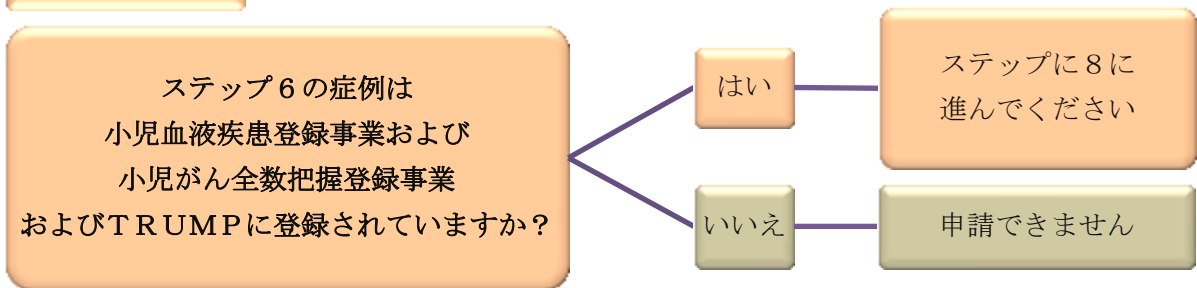 ステップ６の症例は
小児血液疾患登録事業および
小児がん全数把握登録事業
およびＴＲＵＭＰに登録されていますか？
はい
ステップに８に
進んでください
いいえ
申請できません